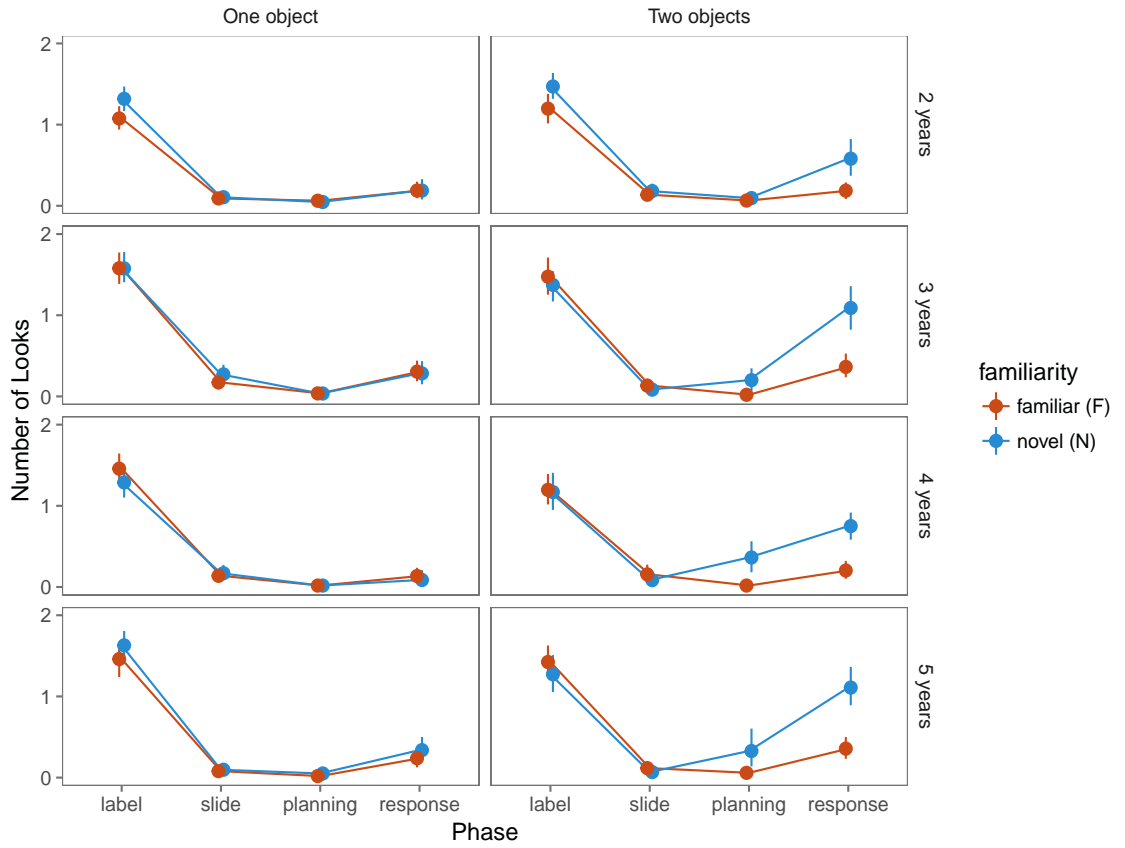 One object
Two objects
2
1
0
2 years
2
1
0
3 years
2
1
0
4 years
2
1
0
5 years
Number of Looks
label slide planning response
label slide planning response
Phase
familiarity
familiar (F)
novel (N)